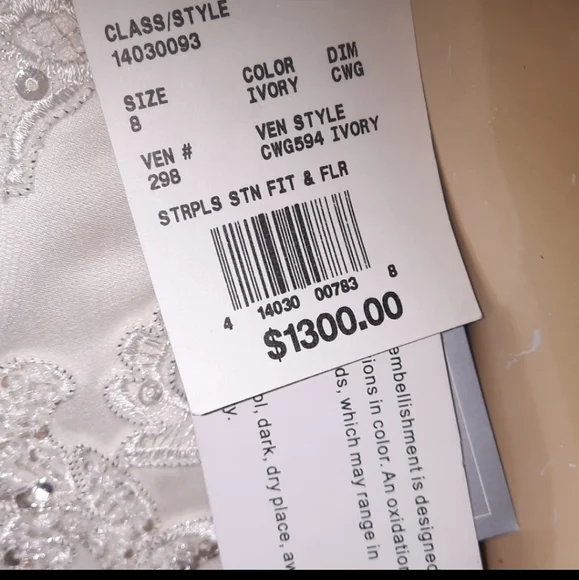 CLASS/STYLE
14030093
SIZE
8
COLOR
IVORY
DIM
CWG
VEN #
298
VEN STYLE
CWG594 IVORY
STRPLS STN FIT & FLR
4 14030 00783 8
$1300.00
embellishment is designed
ions in color. An oxidation
ds, which may range in
ol, dark, dry place, aw
y.